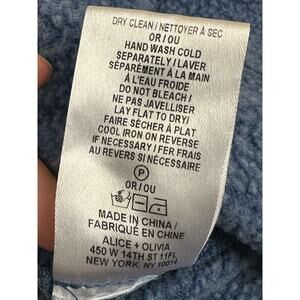 DRY CLEAN / NETTOYER À SEC
OR / OU
HAND WASH COLD
SEPARATELY / LAVER
SÉPARÉMENT À LA MAIN
À L'EAU FROIDE
DO NOT BLEACH /
NE PAS JAVELLISER
LAY FLAT TO DRY /
FAIRE SÉCHER À PLAT
COOL IRON ON REVERSE
IF NECESSARY / FER FRAIS
AU REVERS SI NÉCESSAIRE
P
OR / OU
MADE IN CHINA /
FABRIQUÉ EN CHINE
ALICE + OLIVIA
450 W 14TH ST 11FL
NEW YORK, NY 10014